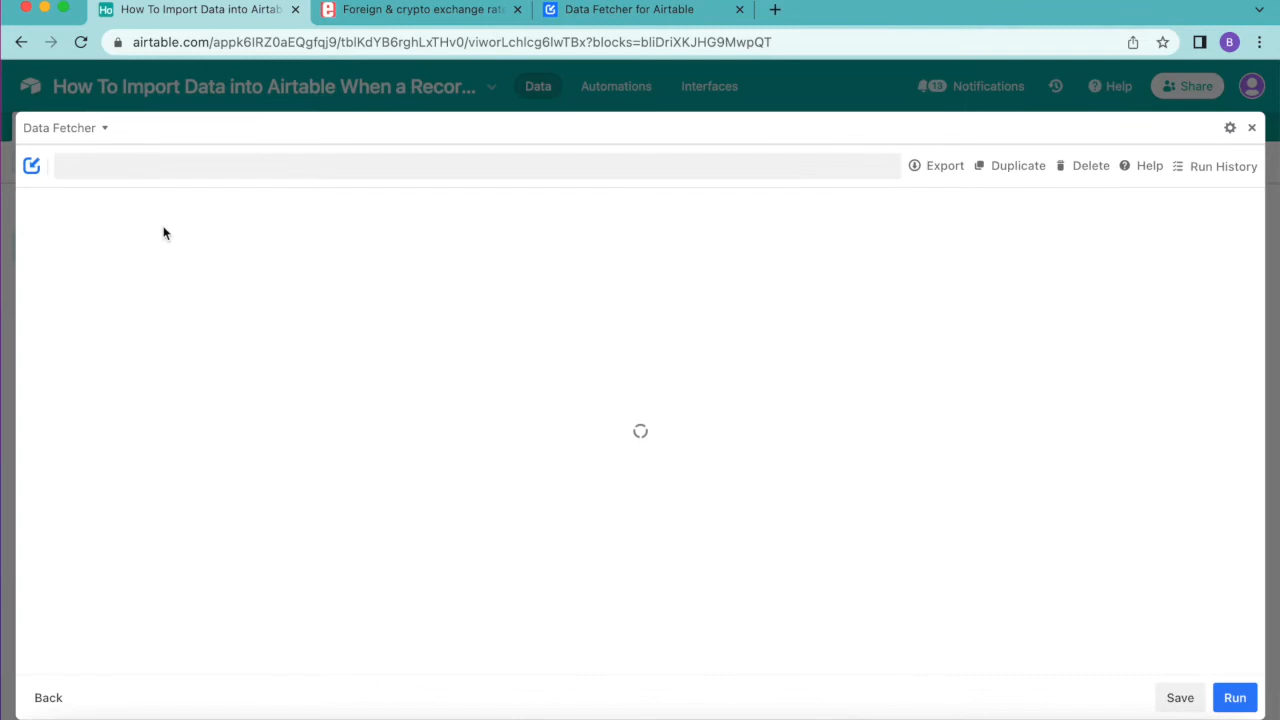 Ho How To Import Data into Airtab
Foreign & crypto exchange rat
Data Fetcher for Airtable
airtable.com/appk6IRZ0aEQgfqj9/tblKdYB6rghLxTHv0/viworLchlcg6lwTBx?blocks=bliDriXKJHG9MwpQT
B
How To Import Data into Airtable When a Recor...
Data
Automations
Interfaces
13 Notifications
Help
Share
Data Fetcher
Export
Duplicate
Delete
Help
Run History
Back
Save
Run